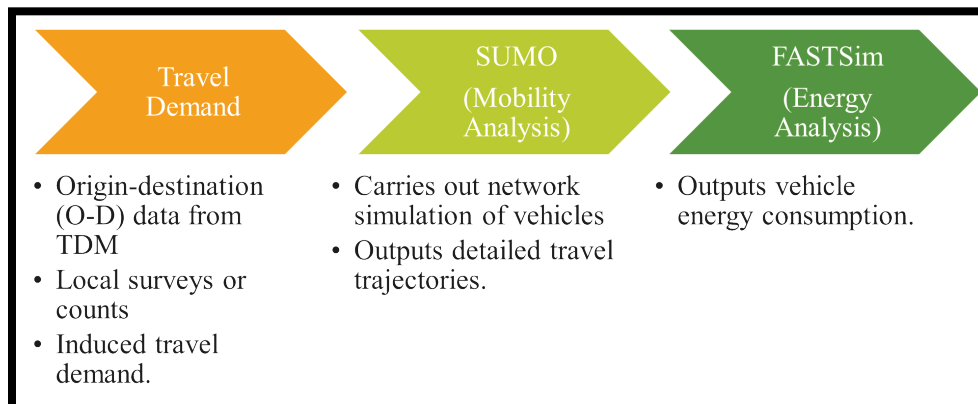 Travel
Demand
• Origin-destination
(O-D) data from
TDM
• Local surveys or
counts
• Induced travel
demand.
SUMO
(Mobility
Analysis)
• Carries out network
simulation of vehicles
• Outputs detailed travel
trajectories.
FASTSim
(Energy
Analysis)
• Outputs vehicle
energy consumption.